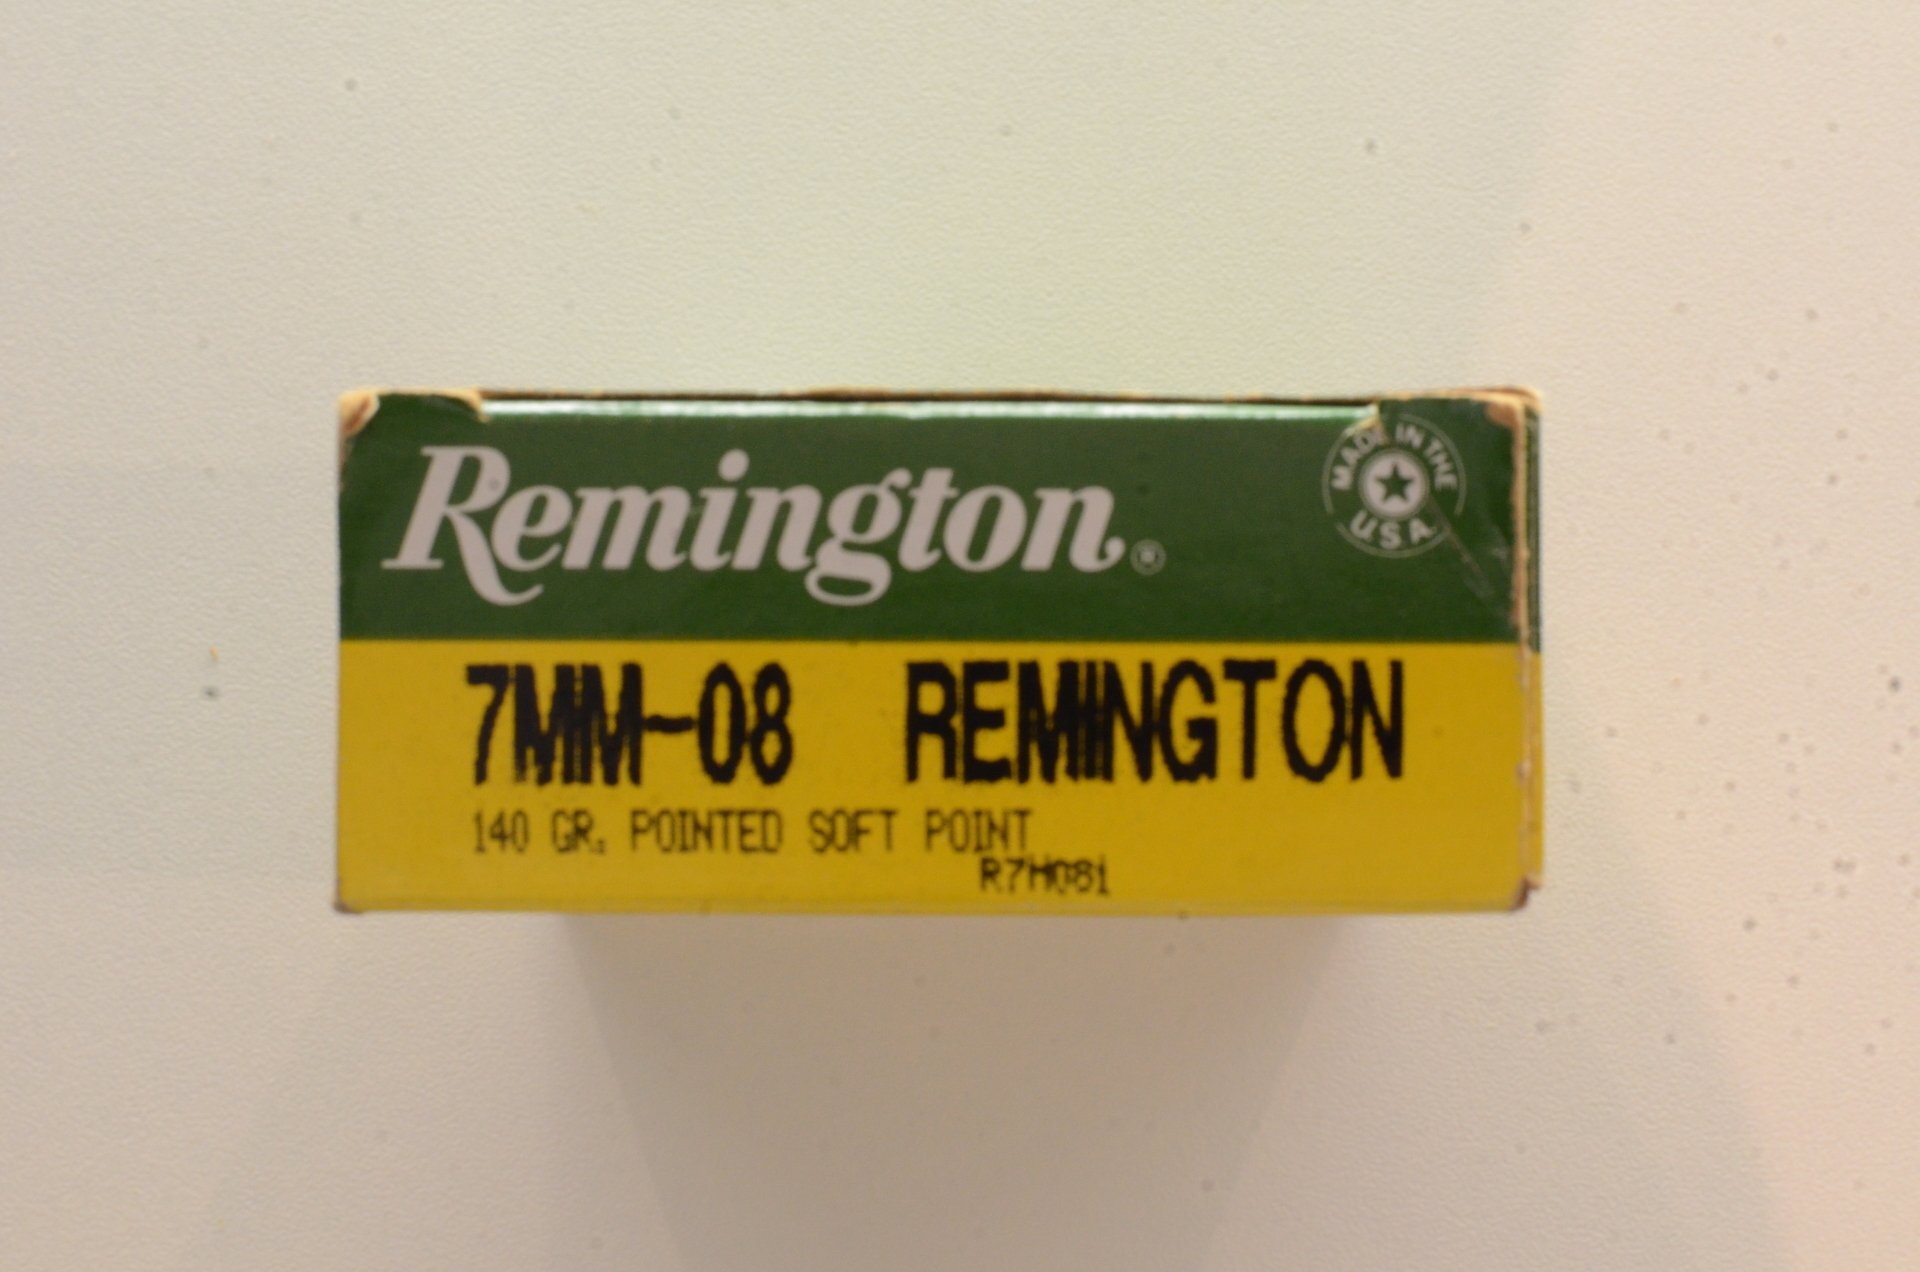 Remington®
MADE IN THE
U.S.A.
7MM-08 REMINGTON
140 GR. POINTED SOFT POINT
R7M081